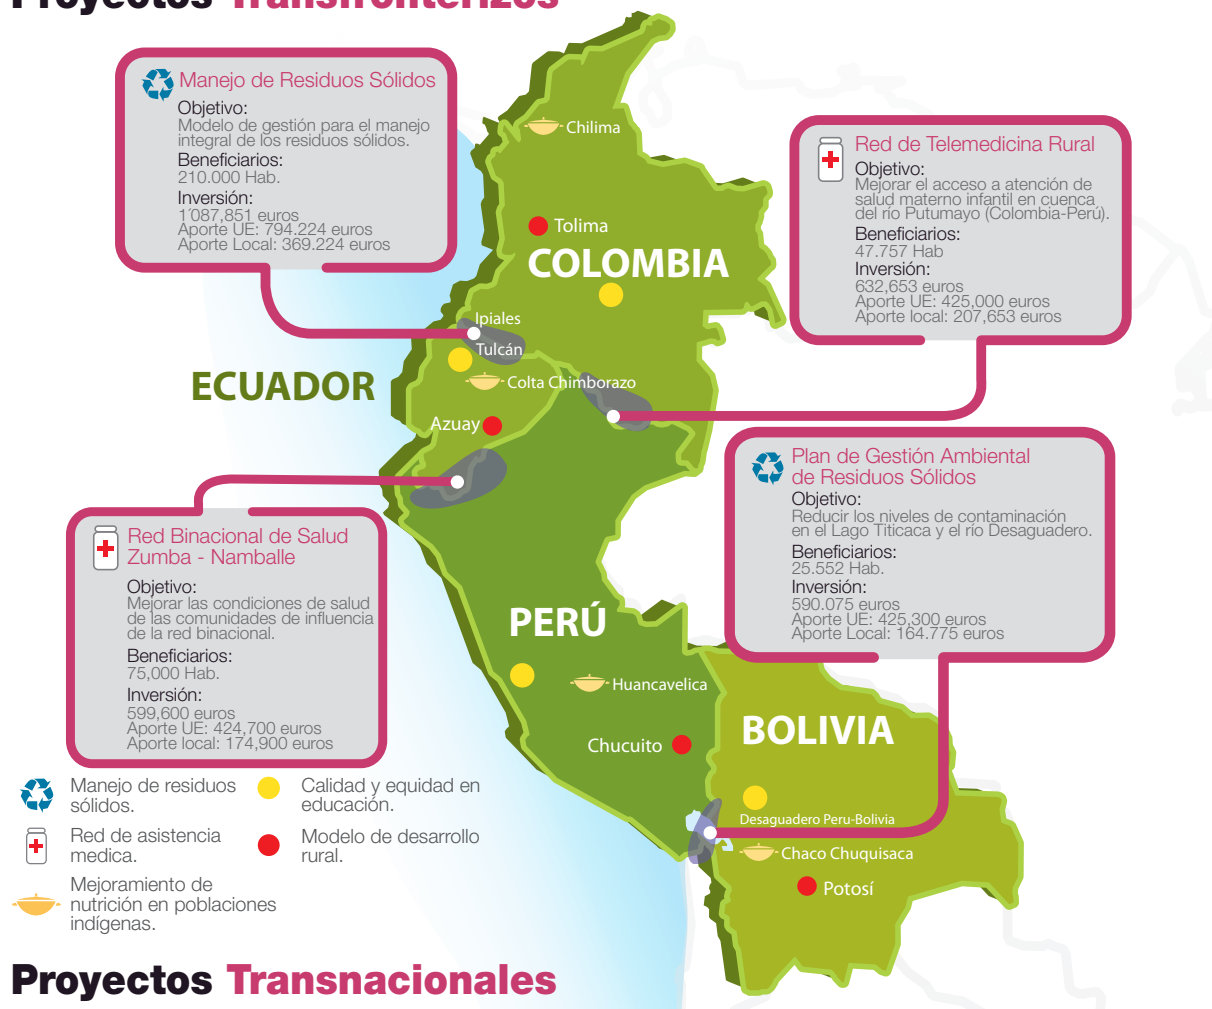 Proyectos Transfronterizos
Manejo de Residuos Sólidos
Objetivo:
Modelo de gestión para el manejo
integral de los residuos sólidos.
Beneficiarios:
210.000 Hab.
Inversión:
1´087,851 euros
Aporte UE: 794.224 euros
Aporte Local: 369.224 euros
Red de Telemedicina Rural
Objetivo:
Mejorar el acceso a atención de
salud materno infantil en cuenca
del río Putumayo (Colombia-Perú).
Beneficiarios:
47.757 Hab
Inversión:
632,653 euros
Aporte UE: 425,000 euros
Aporte local: 207,653 euros
Chilima
Tolima
COLOMBIA
Ipiales
Tulcán
ECUADOR
Colta Chimborazo
Azuay
Plan de Gestión Ambiental
de Residuos Sólidos
Objetivo:
Reducir los niveles de contaminación
en el Lago Titicaca y el río Desaguadero.
Beneficiarios:
25.552 Hab.
Inversión:
590.075 euros
Aporte UE: 425,300 euros
Aporte Local: 164.775 euros
Red Binacional de Salud
Zumba - Namballe
Objetivo:
Mejorar las condiciones de salud
de las comunidades de influencia
de la red binacional.
Beneficiarios:
75,000 Hab.
Inversión:
599,600 euros
Aporte UE: 424,700 euros
Aporte local: 174,900 euros
PERÚ
Huancavelica
Chucuito
BOLIVIA
Desaguadero Peru-Bolivia
Chaco Chuquisaca
Potosí
Manejo de residuos
sólidos.
Calidad y equidad en
educación.
Red de asistencia
medica.
Modelo de desarrollo
rural.
Mejoramiento de
nutrición en poblaciones
indígenas.
Proyectos Transnacionales